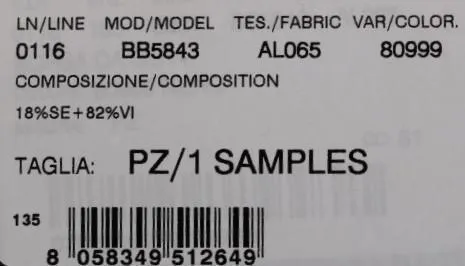 LN/LINE MOD/MODEL TES./FABRIC VAR/COLOR.
0116 BB5843 AL065 80999
COMPOSIZIONE/COMPOSITION
18%SE+82%VI
TAGLIA: PZ/1 SAMPLES
135
8 058349 512649